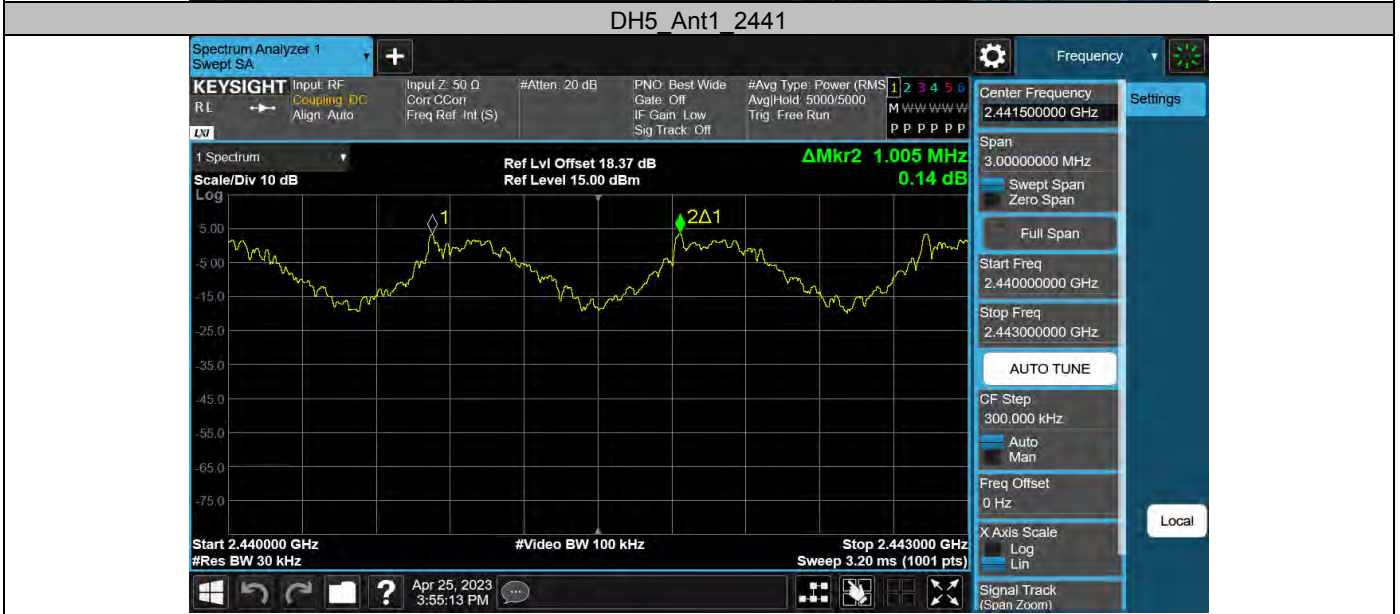 DH5_Ant1_2441
Spectrum Analyzer 1
Swept SA
+
Frequency
KEYSIGHT
RL
LXI
Input: RF
Coupling: DC
Align: Auto
Input Z: 50 Ω
Corr CCorr
Freq Ref: Int (S)
#Atten: 20 dB
PNO: Best Wide
Gate: Off
IF Gain: Low
Sig Track: Off
#Avg Type: Power (RMS
Avg|Hold: 5000/5000
Trig: Free Run
1 2 3 4 5 6
M W W W W W
P P P P P P
1 Spectrum
Scale/Div 10 dB
Log
Ref Lvl Offset 18.37 dB
Ref Level 15.00 dBm
ΔMkr2 1.005 MHz
0.14 dB
1
2Δ1
5.00
-5.00
-15.0
-25.0
-35.0
-45.0
-55.0
-65.0
-75.0
Start 2.440000 GHz
#Res BW 30 kHz
#Video BW 100 kHz
Stop 2.443000 GHz
Sweep 3.20 ms (1001 pts)
Center Frequency
2.441500000 GHz
Settings
Span
3.00000000 MHz
Swept Span
Zero Span
Full Span
Start Freq
2.440000000 GHz
Stop Freq
2.443000000 GHz
AUTO TUNE
CF Step
300.000 kHz
Auto
Man
Freq Offset
0 Hz
X Axis Scale
Log
Lin
Local
Signal Track
(Span Zoom)
?
Apr 25, 2023
3:55:13 PM